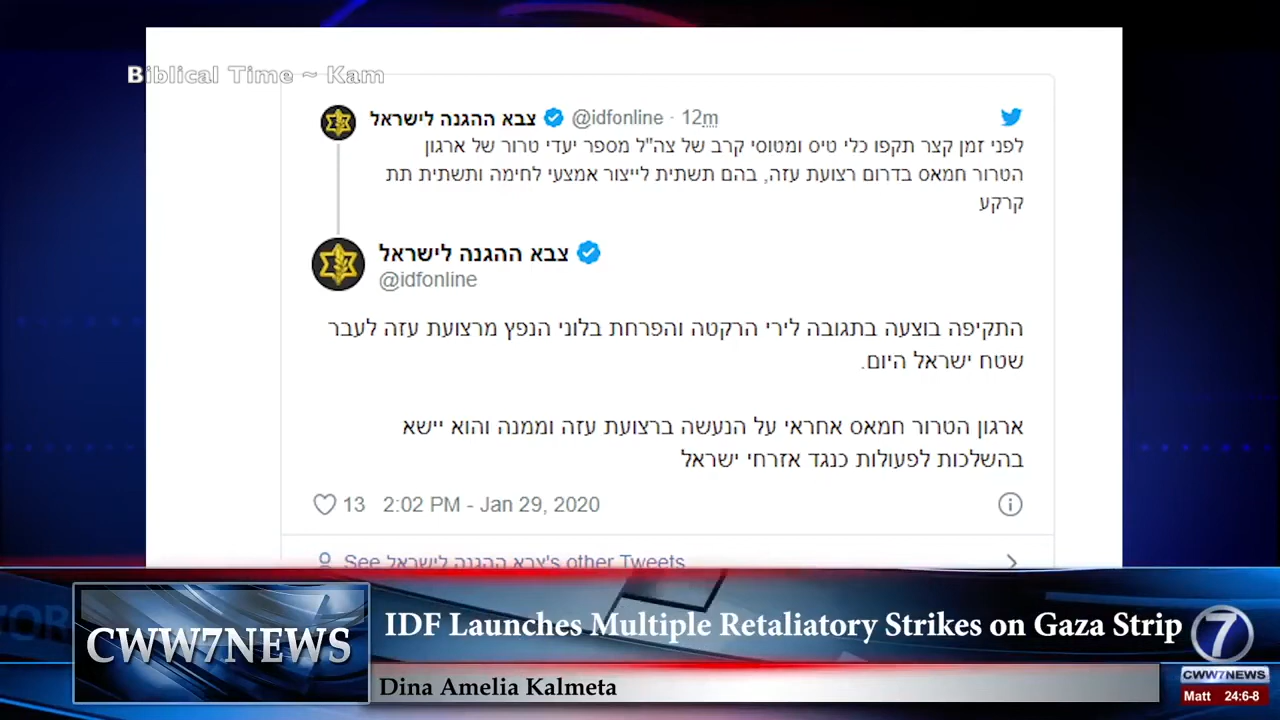 Biblical Time ~ Kam
צבא ההגנה לישראל @idfonline · 12m
לפני זמן קצר תקפו כלי טיס ומטוסי קרב של צה"ל מספר יעדי טרור של ארגון
הטרור חמאס בדרום רצועת עזה, בהם תשתית לייצור אמצעי לחימה ותשתית תת
קרקע
צבא ההגנה לישראל
@idfonline
התקיפה בוצעה בתגובה לירי הרקטה והפרחת בלוני הנפץ מרצועת עזה לעבר
שטח ישראל היום.
ארגון הטרור חמאס אחראי על הנעשה ברצועת עזה וממנה והוא יישא
בהשלכות לפעולות כנגד אזרחי ישראל
13 2:02 PM - Jan 29, 2020
See צבא ההגנה לישראל's other Tweets
IDF Launches Multiple Retaliatory Strikes on Gaza Strip
CWW7NEWS
Dina Amelia Kalmeta
7
CWW7NEWS
Matt 24:6-8